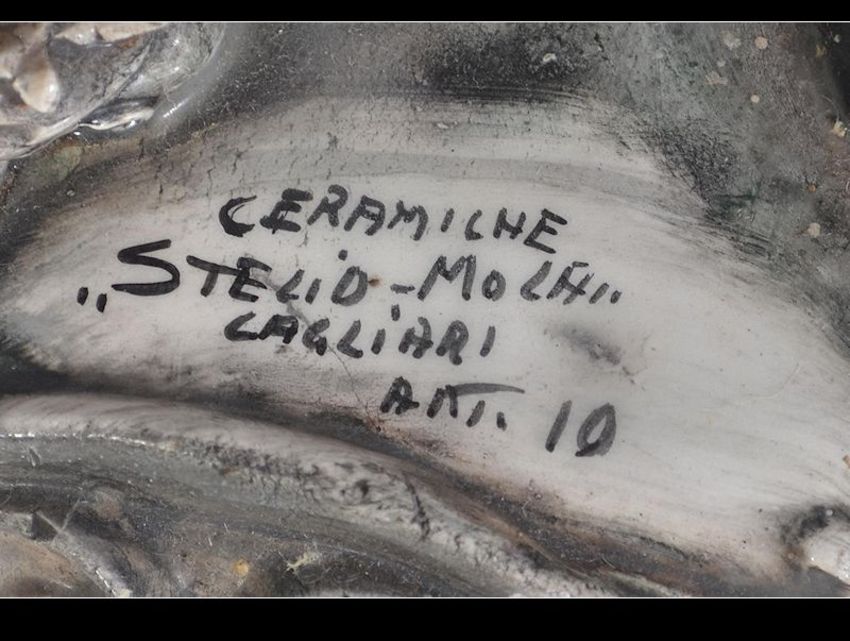 CERAMICHE
„STELIO-MOLA„
CAGLIARI
ART. 10